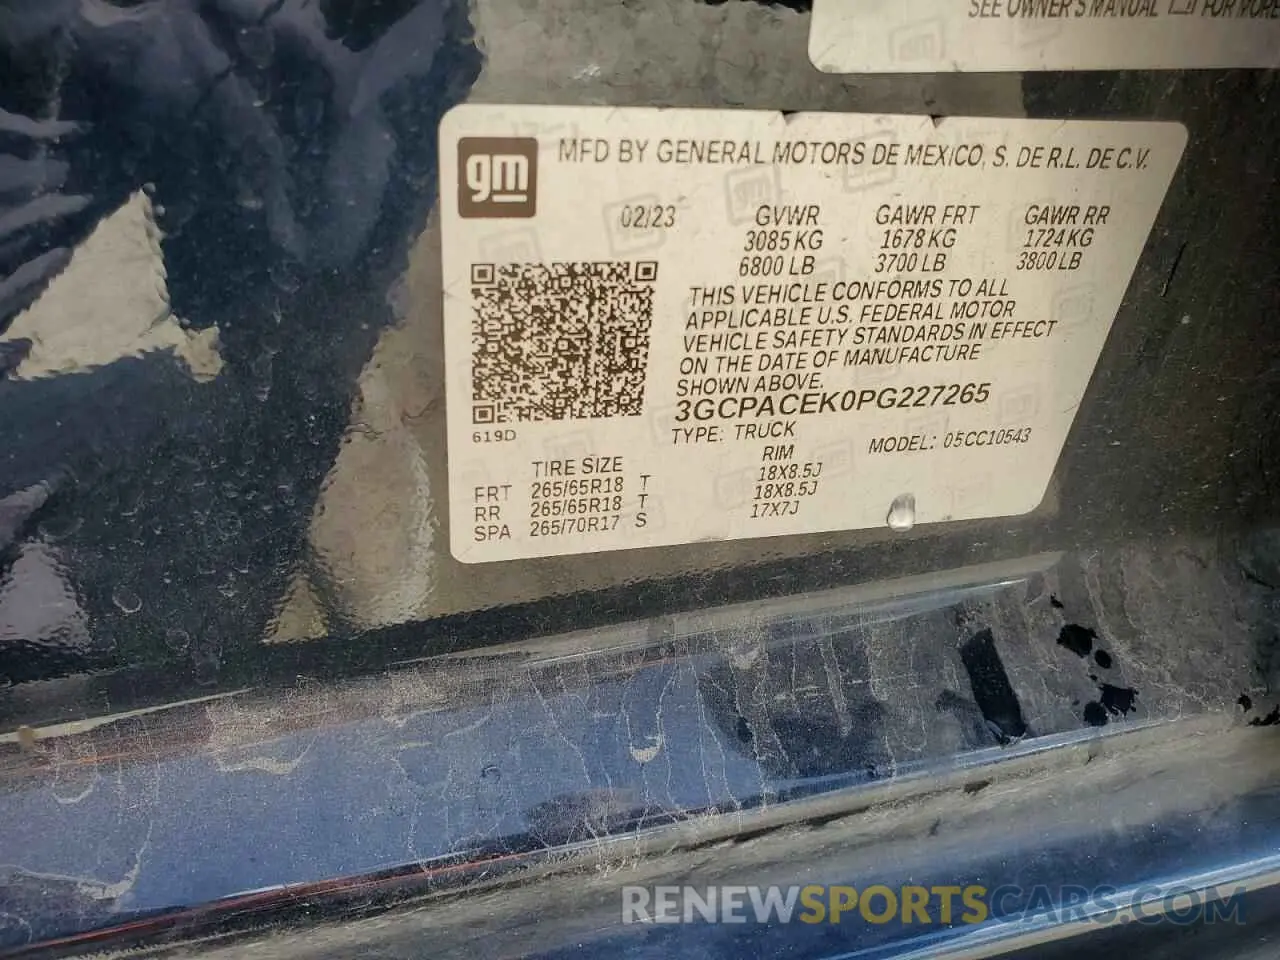 SEE OWNER'S MANUAL FOR MORE
gm
MFD BY GENERAL MOTORS DE MEXICO, S. DE R.L. DE C.V.
02/23 GVWR GAWR FRT GAWR RR
3085 KG 1678 KG 1724 KG
6800 LB 3700 LB 3800 LB
THIS VEHICLE CONFORMS TO ALL
APPLICABLE U.S. FEDERAL MOTOR
VEHICLE SAFETY STANDARDS IN EFFECT
ON THE DATE OF MANUFACTURE
SHOWN ABOVE.
3GCPACEK0PG227265
619D
TYPE: TRUCK MODEL: 05CC10543
TIRE SIZE RIM
FRT 265/65R18 T 18X8.5J
RR 265/65R18 T 18X8.5J
SPA 265/70R17 S 17X7J
RENEWSPORTSCARS.COM